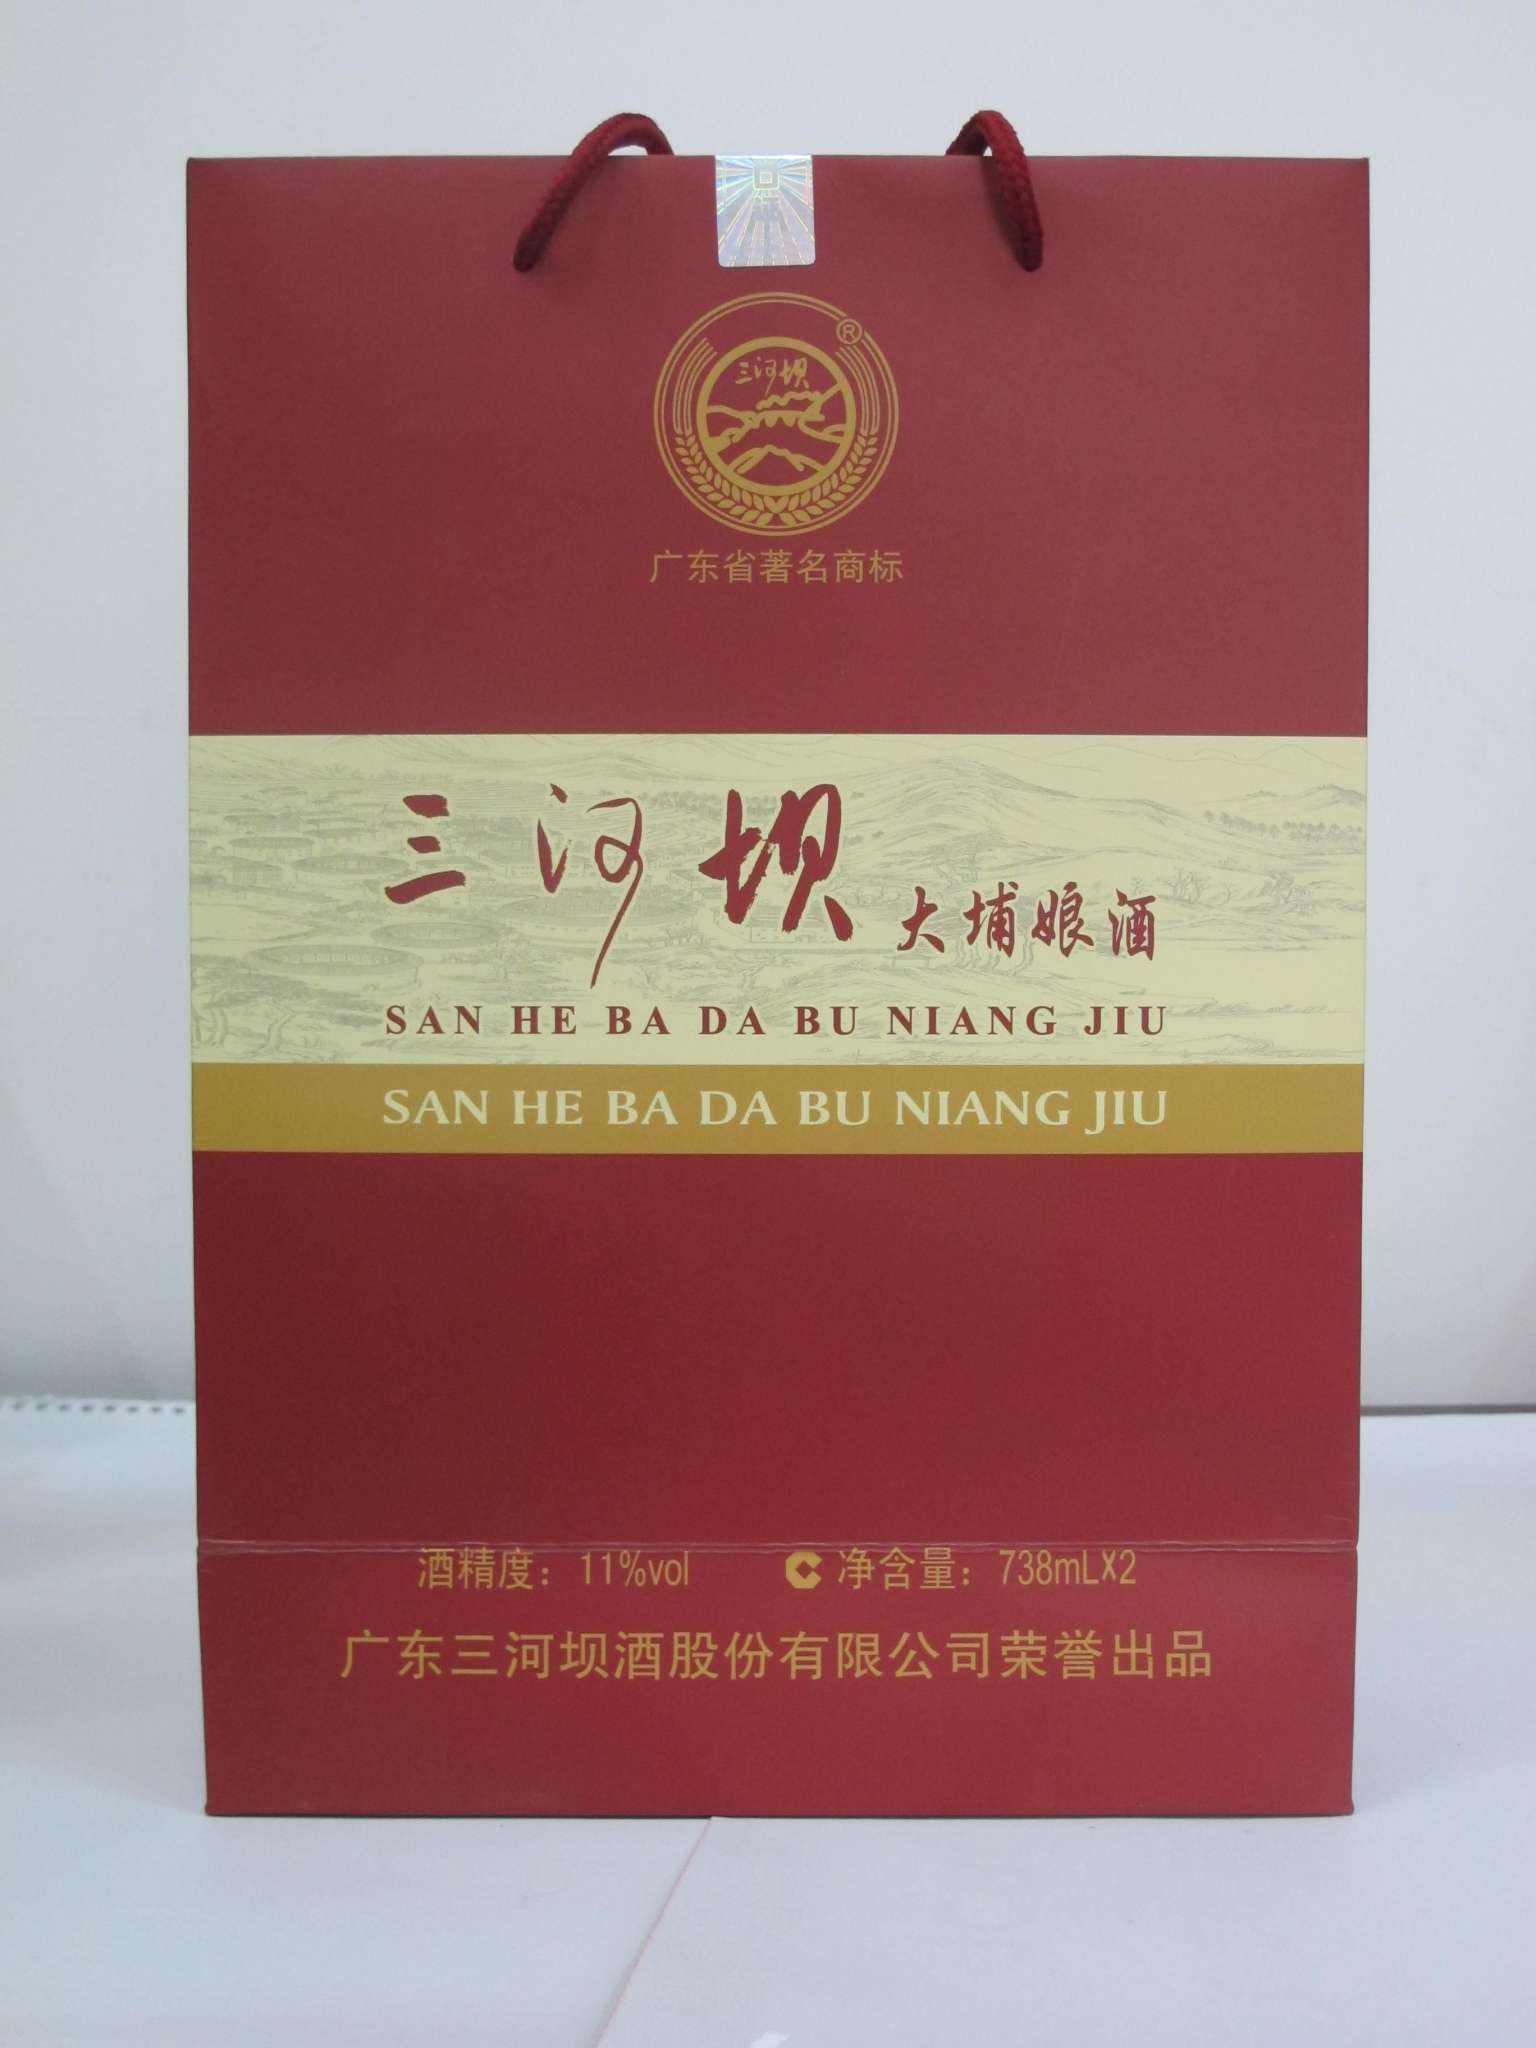 三河坝
®
广东省著名商标
三河坝 大埔娘酒
SAN HE BA DA BU NIANG JIU
SAN HE BA DA BU NIANG JIU
酒精度：11%vol C 净含量：738mLX2
广东三河坝酒股份有限公司荣誉出品